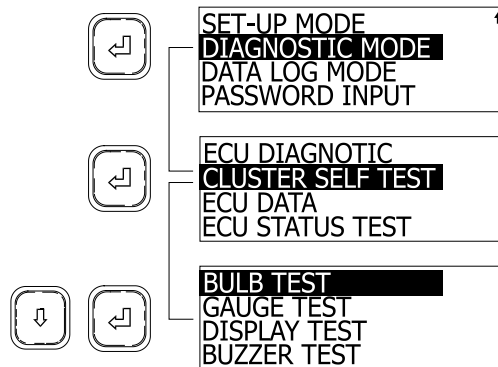 SET-UP MODE
DIAGNOSTIC MODE
DATA LOG MODE
PASSWORD INPUT
ECU DIAGNOTIC
CLUSTER SELF TEST
ECU DATA
ECU STATUS TEST
BULB TEST
GAUGE TEST
DISPLAY TEST
BUZZER TEST